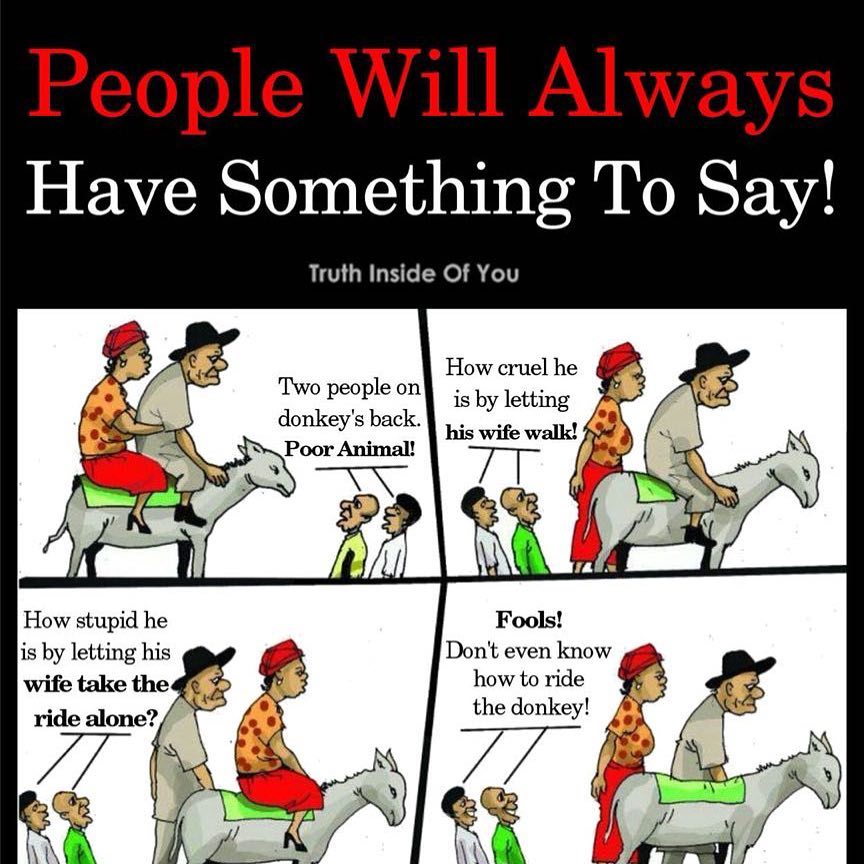 People Will Always
Have Something To Say!
Truth Inside Of You
Two people on
donkey's back.
Poor Animal!
How cruel he
is by letting
his wife walk!
How stupid he
is by letting his
wife take the
ride alone?
Fools!
Don't even know
how to ride
the donkey!